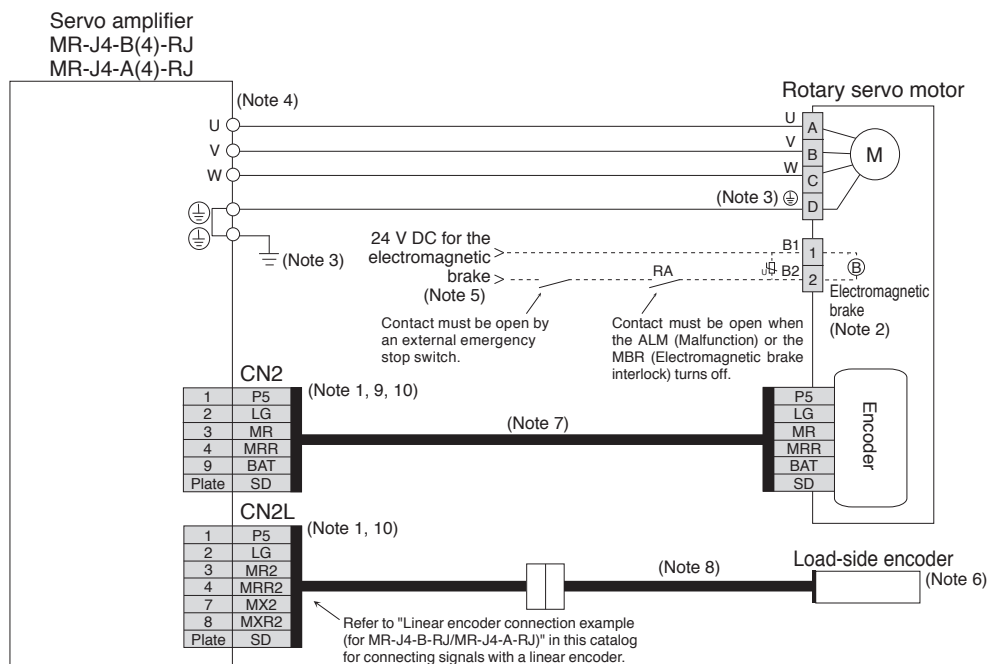 Servo amplifier
MR-J4-B(4)-RJ
MR-J4-A(4)-RJ
Rotary servo motor
(Note 4)
U
V
W
U
V
W
A
B
C
D
M
(Note 3)
(Note 3)
24 V DC for the
electromagnetic
brake
(Note 5)
RA
B1
B2
U
1
2
B
Electromagnetic
brake
(Note 2)
Contact must be open by
an external emergency
stop switch.
Contact must be open when
the ALM (Malfunction) or the
MBR (Electromagnetic brake
interlock) turns off.
CN2
(Note 1, 9, 10)
1 P5
2 LG
3 MR
4 MRR
9 BAT
Plate SD
(Note 7)
P5
LG
MR
MRR
BAT
SD
Encoder
CN2L
(Note 1, 10)
1 P5
2 LG
3 MR2
4 MRR2
7 MX2
8 MXR2
Plate SD
(Note 8)
Load-side encoder
(Note 6)
Refer to "Linear encoder connection example
(for MR-J4-B-RJ/MR-J4-A-RJ)" in this catalog
for connecting signals with a linear encoder.